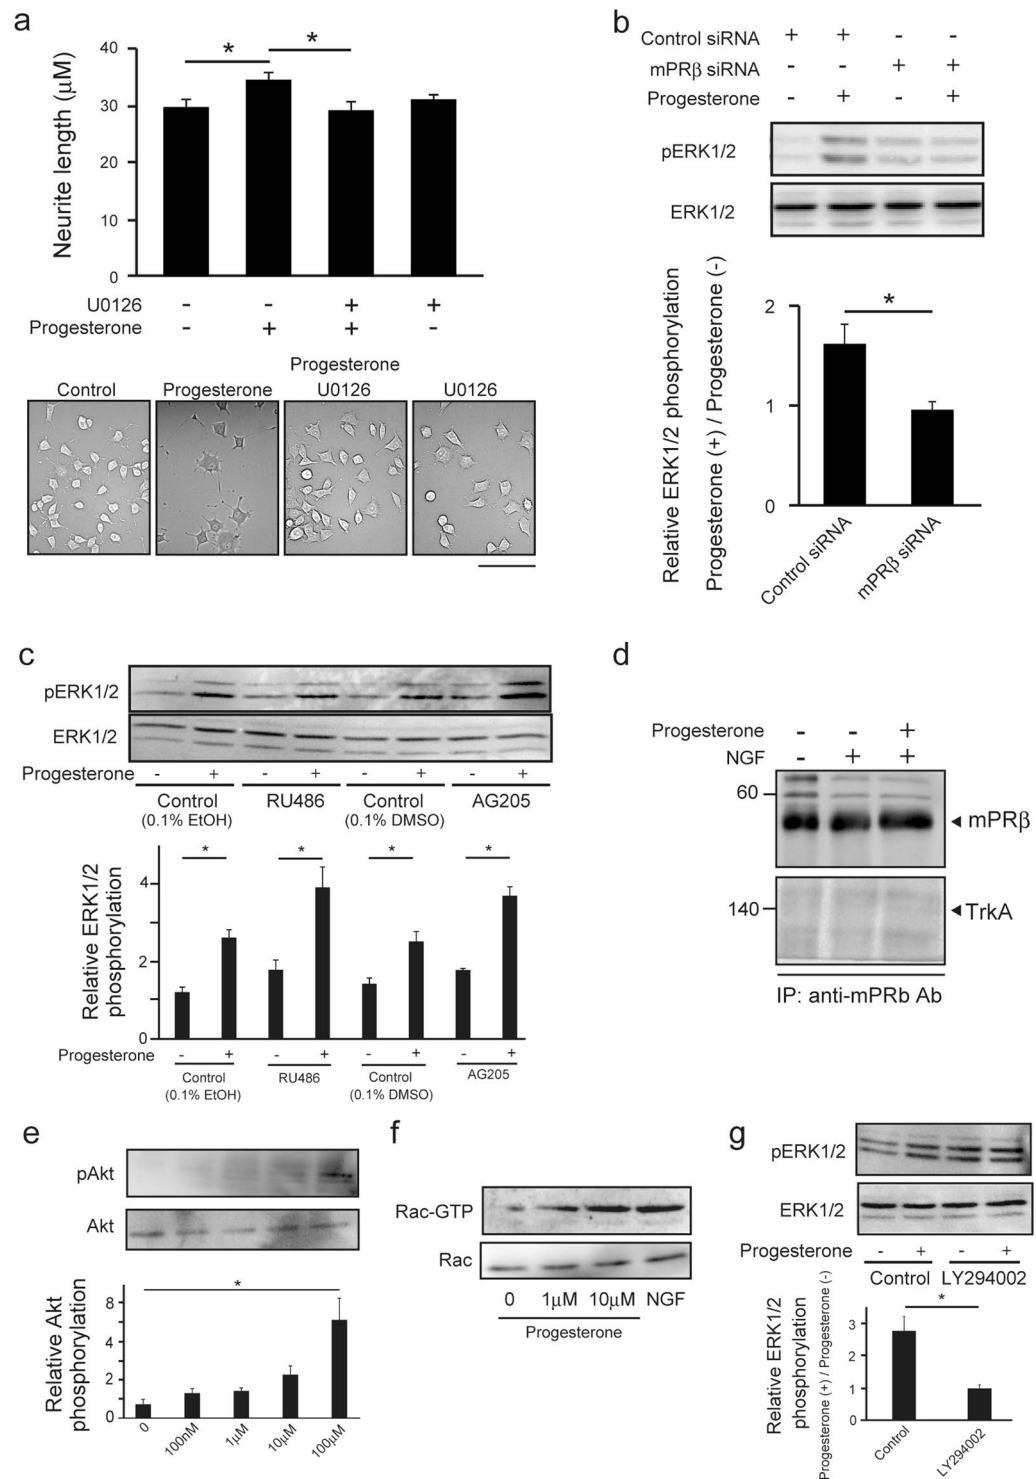 a
*
*
Neurite length (μM)
40
30
20
10
0
U0126 - - + +
Progesterone - + + -
Control
Progesterone
Progesterone
U0126
U0126
b
Control siRNA + + - -
mPRβ siRNA - - + +
Progesterone - + - +
pERK1/2
ERK1/2
Relative ERK1/2 phosphorylation
Progesterone (+) / Progesterone (-)
2
1
0
*
Control siRNA
mPRβ siRNA
c
pERK1/2
ERK1/2
Progesterone - + - + - + - +
Control
(0.1% EtOH)
RU486
Control
(0.1% DMSO)
AG205
Relative ERK1/2
phosphorylation
4
2
0
* * * *
Progesterone - + - + - + - +
Control
(0.1% EtOH)
RU486
Control
(0.1% DMSO)
AG205
d
Progesterone - - +
NGF - + +
60
mPRβ
140
TrkA
IP: anti-mPRb Ab
e
pAkt
Akt
Relative Akt
phosphorylation
8
6
4
2
0
*
0
100nM
1μM
10μM
100μM
f
Rac-GTP
Rac
0 1μM 10μM NGF
Progesterone
g
pERK1/2
ERK1/2
Progesterone - + - +
Control LY294002
Relative ERK1/2
phosphorylation
Progesterone (+) / Progesterone (-)
3
2
1
0
*
Control
LY294002